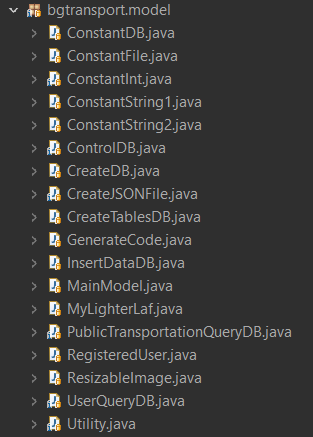 bgtransport.model
ConstantDB.java
ConstantFile.java
ConstantInt.java
ConstantString1.java
ConstantString2.java
ControlDB.java
CreateDB.java
CreateJSONFile.java
CreateTablesDB.java
GenerateCode.java
InsertDataDB.java
MainModel.java
MyLighterLaf.java
PublicTransportationQueryDB.java
RegisteredUser.java
ResizableImage.java
UserQueryDB.java
Utility.java